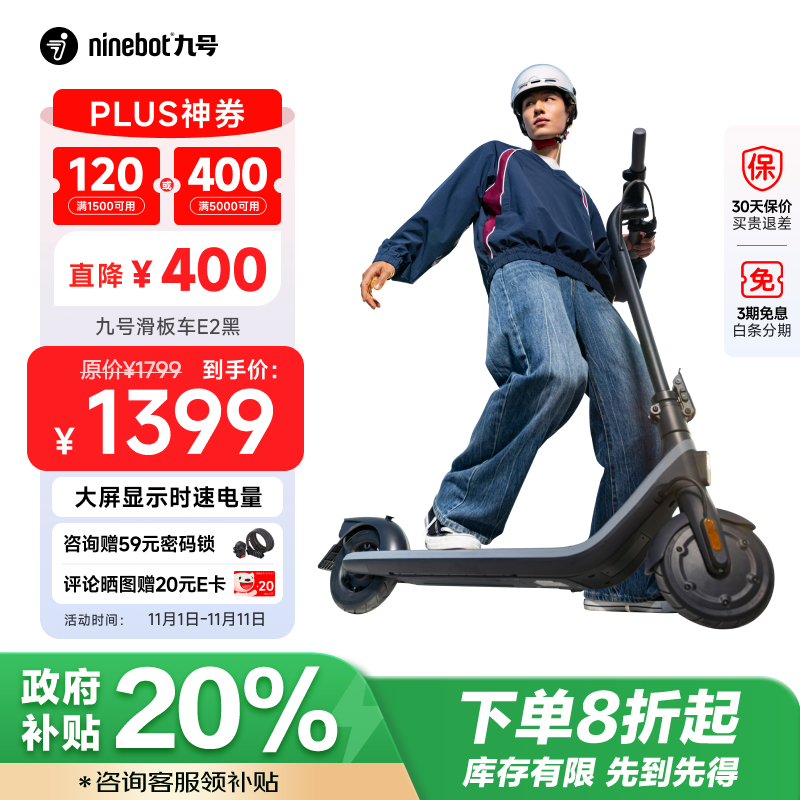 ninebot九号
PLUS神券
120
满1500可用
或
400
满5000可用
直降¥400
九号滑板车E2黑
原价¥1799 到手价:
¥1399
大屏显示时速电量
咨询赠59元密码锁
评论晒图赠20元E卡
20
活动时间: 11月1日-11月11日
保
30天保价
买贵退差
免
3期免息
白条分期
政府
补贴
20%
*咨询客服领补贴
下单8折起
库存有限 先到先得